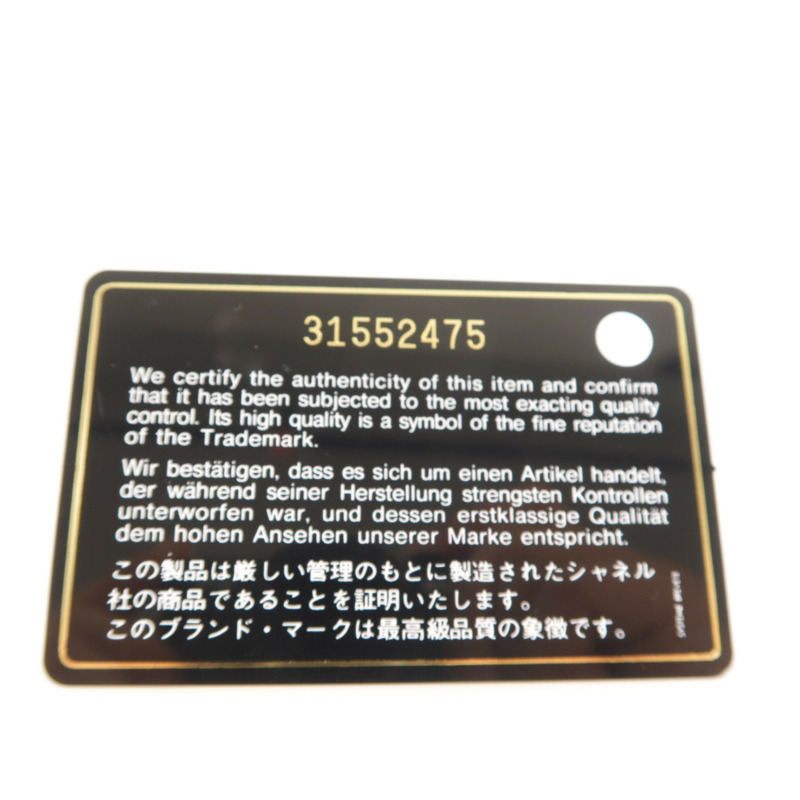 31552475
We certify the authenticity of this item and confirm
that it has been subjected to the most exacting quality
control. Its high quality is a symbol of the fine reputation
of the Trademark.
Wir bestätigen, dass es sich um einen Artikel handelt,
der während seiner Herstellung strengsten Kontrollen
unterworfen war, und dessen erstklassige Qualität
dem hohen Ansehen unserer Marke entspricht.
この製品は厳しい管理のもとに製造されたシャネル
社の商品であることを証明いたします。
このブランド・マークは最高級品質の象徴です。